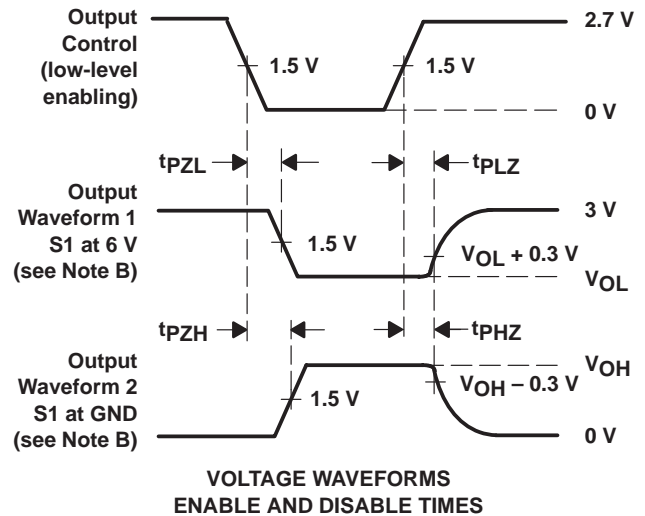 Output
Control
(low-level
enabling)
2.7 V
1.5 V
1.5 V
0 V
tPZL
tPLZ
Output
Waveform 1
S1 at 6 V
(see Note B)
3 V
1.5 V
VOL + 0.3 V
VOL
tPZH
tPHZ
Output
Waveform 2
S1 at GND
(see Note B)
VOH
VOH – 0.3 V
1.5 V
0 V
VOLTAGE WAVEFORMS
ENABLE AND DISABLE TIMES